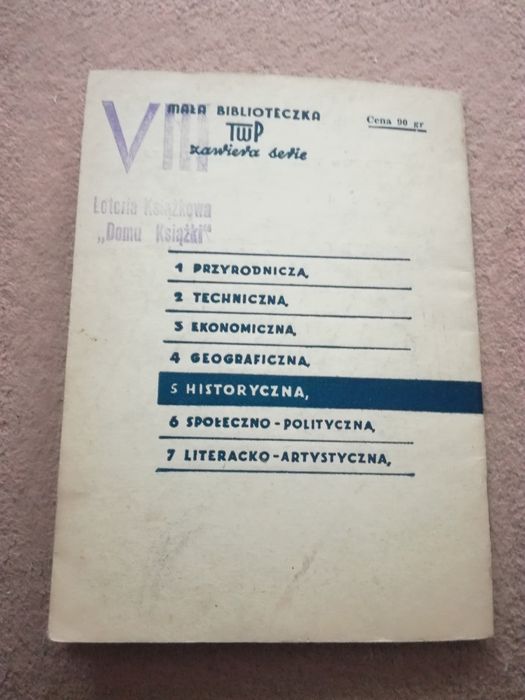 MAŁA BIBLIOTECZKA
TWP
zawiera serie
Cena 90 gr
VIII
Loteria Książkowa
„Domu Książki"
1 PRZYRODNICZĄ,
2 TECHNICZNĄ,
3 EKONOMICZNĄ,
4 GEOGRAFICZNĄ,
5 HISTORYCZNĄ,
6 SPOŁECZNO-POLITYCZNĄ,
7 LITERACKO-ARTYSTYCZNĄ,